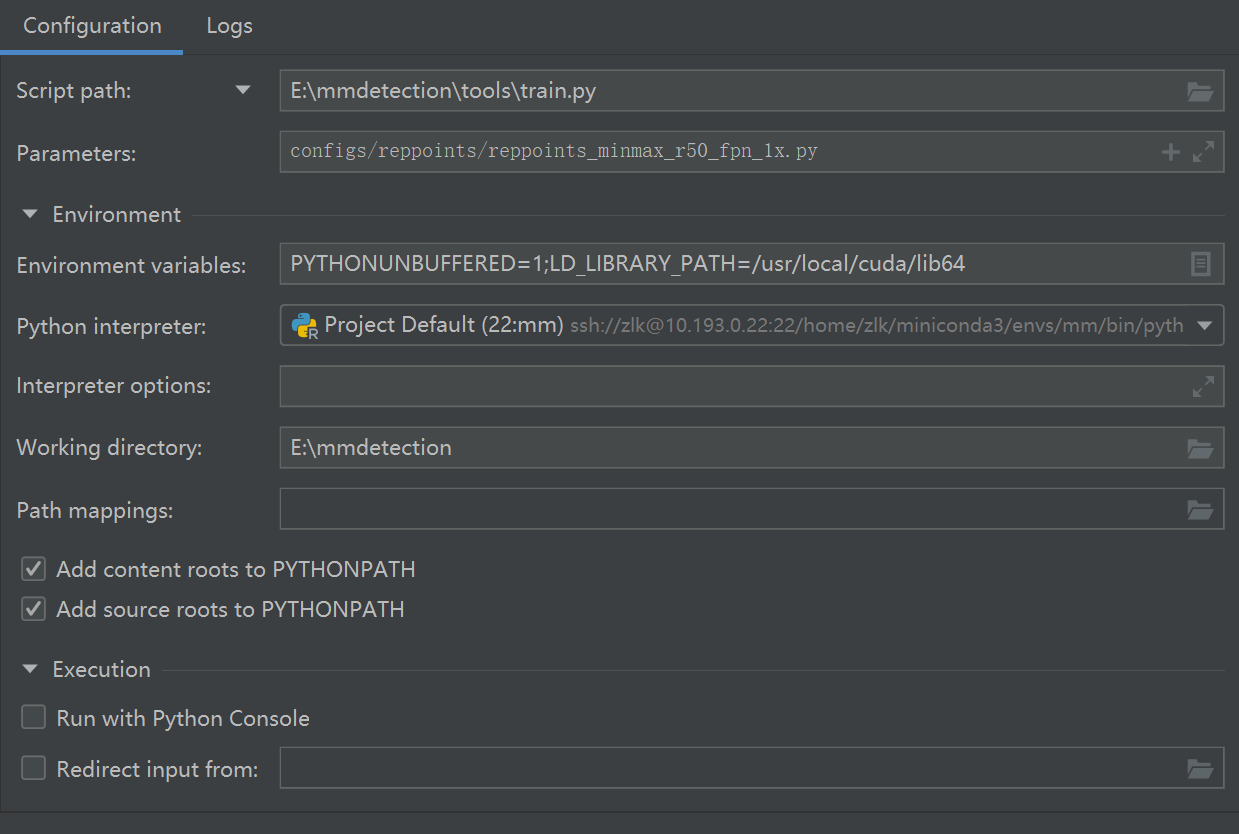 Configuration Logs
Script path: E:\mmdetection\tools\train.py
Parameters: configs/reppoints/reppoints_minmax_r50_fpn_1x.py
Environment
Environment variables: PYTHONUNBUFFERED=1;LD_LIBRARY_PATH=/usr/local/cuda/lib64
Python interpreter: Project Default (22:mm) ssh://zlk@10.193.0.22:22/home/zlk/miniconda3/envs/mm/bin/pyth
Interpreter options:
Working directory: E:\mmdetection
Path mappings:
Add content roots to PYTHONPATH
Add source roots to PYTHONPATH
Execution
Run with Python Console
Redirect input from: